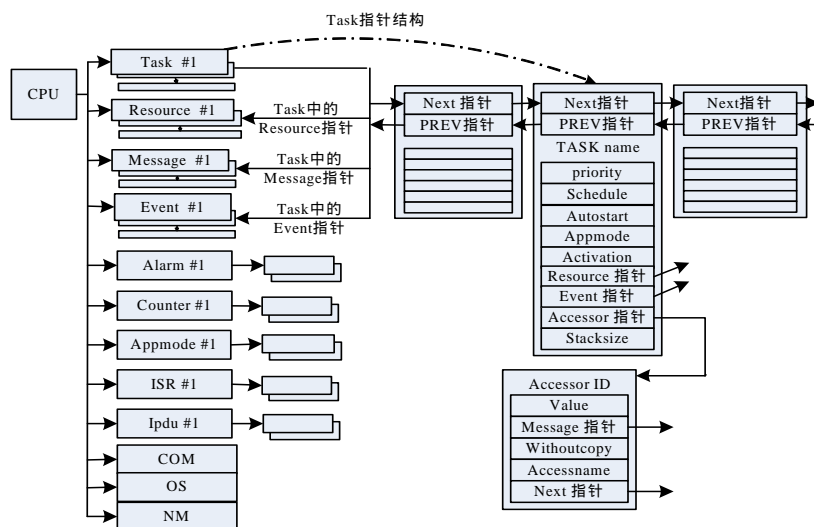 Task指针结构
CPU
Task #1
Resource #1
Message #1
Event #1
Alarm #1
Counter #1
Appmode #1
ISR #1
Ipdu #1
COM
OS
NM
Task中的
Resource指针
Task中的
Message指针
Task中的
Event指针
Next 指针
PREV指针
Next指针
PREV指针
TASK name
priority
Schedule
Autostart
Appmode
Activation
Resource 指针
Event 指针
Accessor 指针
Stacksize
Next指针
PREV指针
Accessor ID
Value
Message 指针
Withoutcopy
Accessname
Next 指针